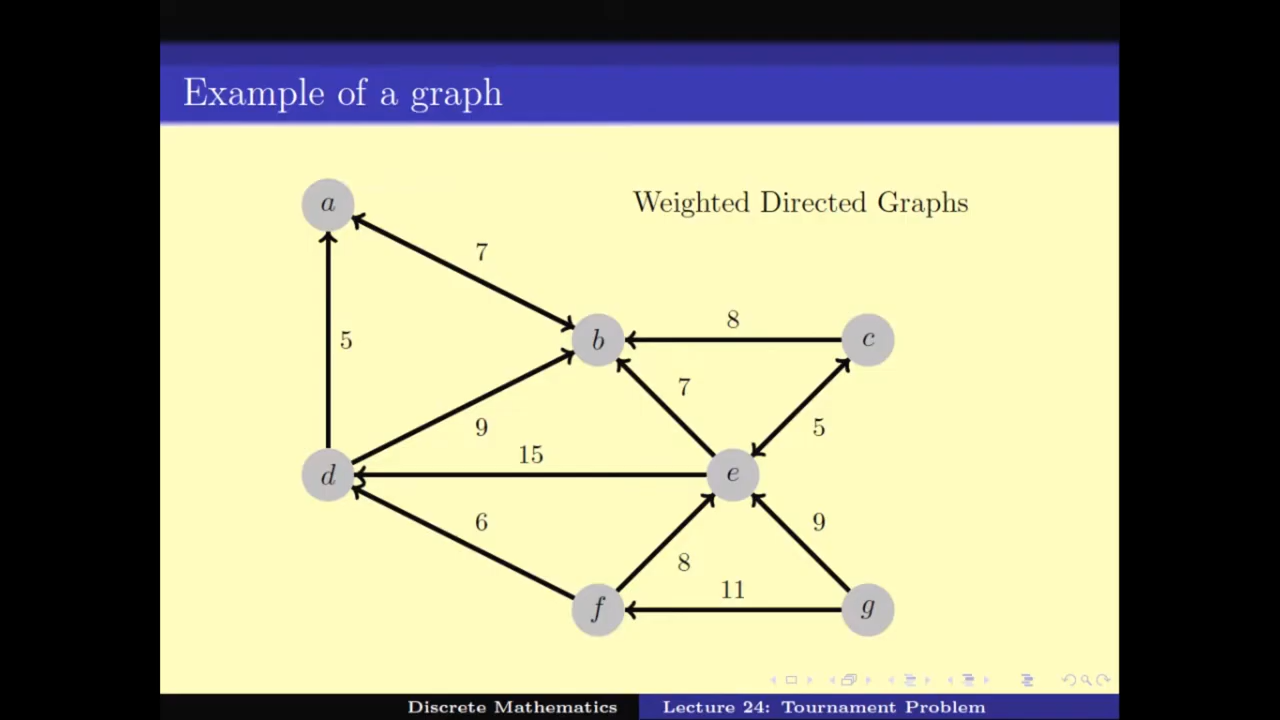 Example of a graph
a
Weighted Directed Graphs
7
8
b
c
5
7
9
5
15
d
e
6
9
8
11
f
g
Discrete Mathematics
Lecture 24: Tournament Problem